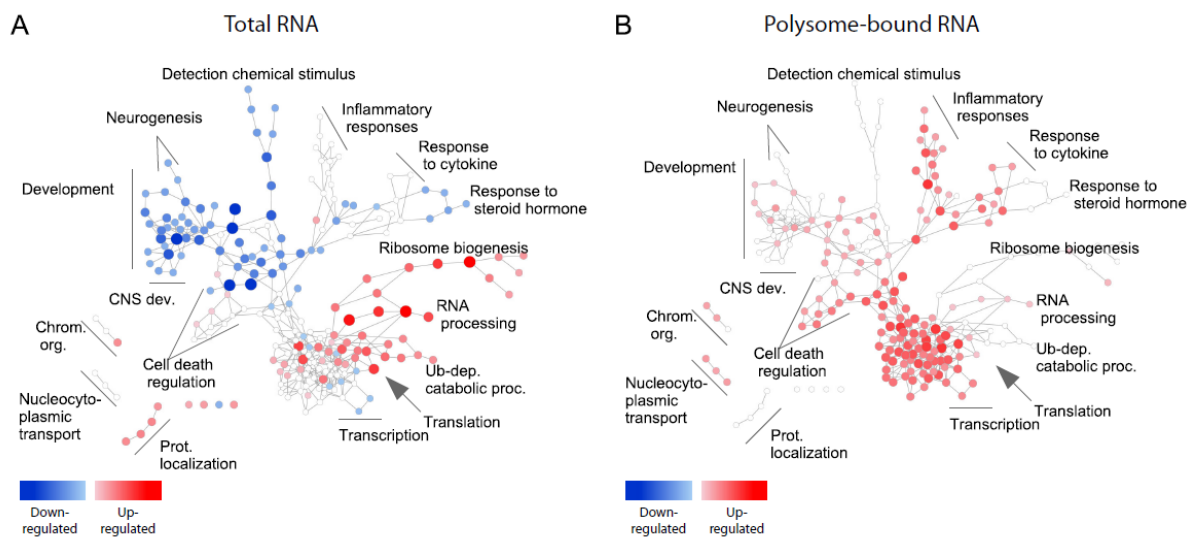 A
Total RNA
Detection chemical stimulus
Neurogenesis
Inflammatory
responses
Response
to cytokine
Development
Response to
steroid hormone
Ribosome biogenesis
CNS dev.
RNA
processing
Chrom.
org.
Cell death
regulation
Ub-dep.
catabolic proc.
Nucleocyto-
plasmic
transport
Translation
Transcription
Prot.
localization
Down-
regulated
Up-
regulated
B
Polysome-bound RNA
Detection chemical stimulus
Neurogenesis
Inflammatory
responses
Response
to cytokine
Development
Response to
steroid hormone
Ribosome biogenesis
CNS dev.
RNA
processing
Chrom.
org.
Cell death
regulation
Ub-dep.
catabolic proc.
Nucleocyto-
plasmic
transport
Translation
Transcription
Prot.
localization
Down-
regulated
Up-
regulated